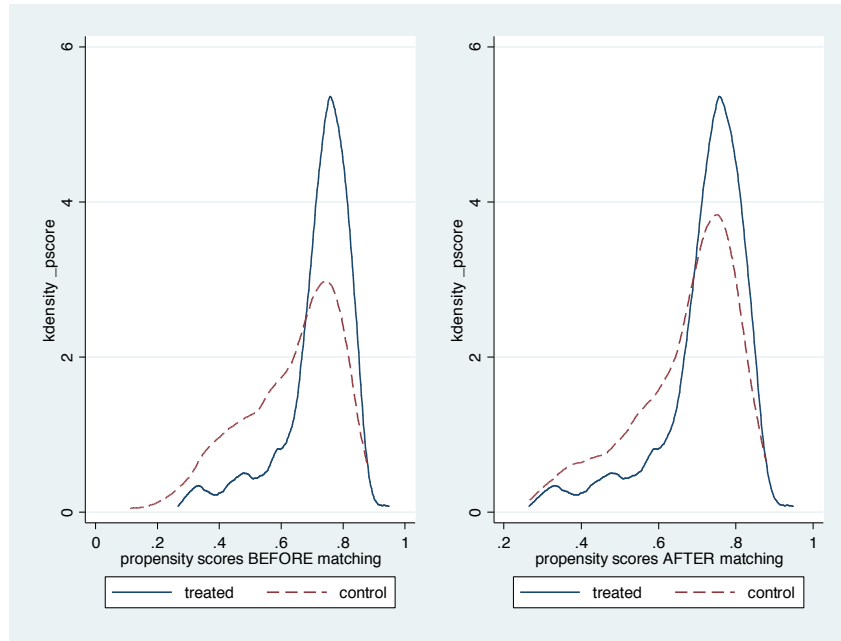 kdensity _pscore
6
4
2
0
0 .2 .4 .6 .8 1
propensity scores BEFORE matching
treated control
kdensity _pscore
6
4
2
0
.2 .4 .6 .8 1
propensity scores AFTER matching
treated control